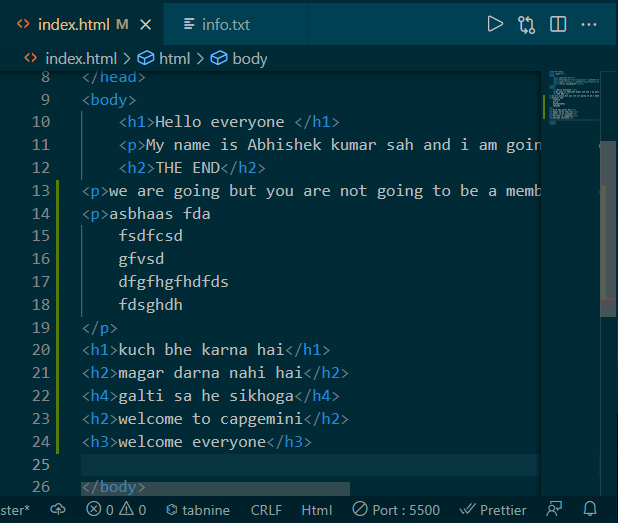 index.html M
info.txt
index.html > html > body
8 </head>
9 <body>
10 <h1>Hello everyone </h1>
11 <p>My name is Abhishek kumar sah and i am goin
12 <h2>THE END</h2>
13 <p>we are going but you are not going to be a memb
14 <p>asbhaas fda
15 fsdfcsd
16 gfvsd
17 dfgfhgfhdfds
18 fdsghdh
19 </p>
20 <h1>kuch bhe karna hai</h1>
21 <h2>magar darna nahi hai</h2>
22 <h4>galti sa he sikhoga</h4>
23 <h2>welcome to capgemini</h2>
24 <h3>welcome everyone</h3>
25
26 </body>
ster* 0 0 tabnine CRLF Html Port : 5500 Prettier